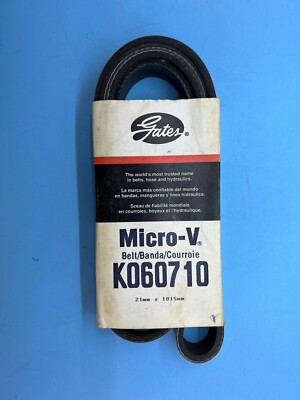 Gates®
The world's most trusted name
in belts, hose and hydraulics.
La marca más confiable del mundo
en bandas, mangueras y línea hidráulica.
Sceau de fiabilité mondiale
en courroies, boyaux et l'hydraulique.
Micro-V®
Belt/Banda/Courroie
K060710
21mm x 1815mm